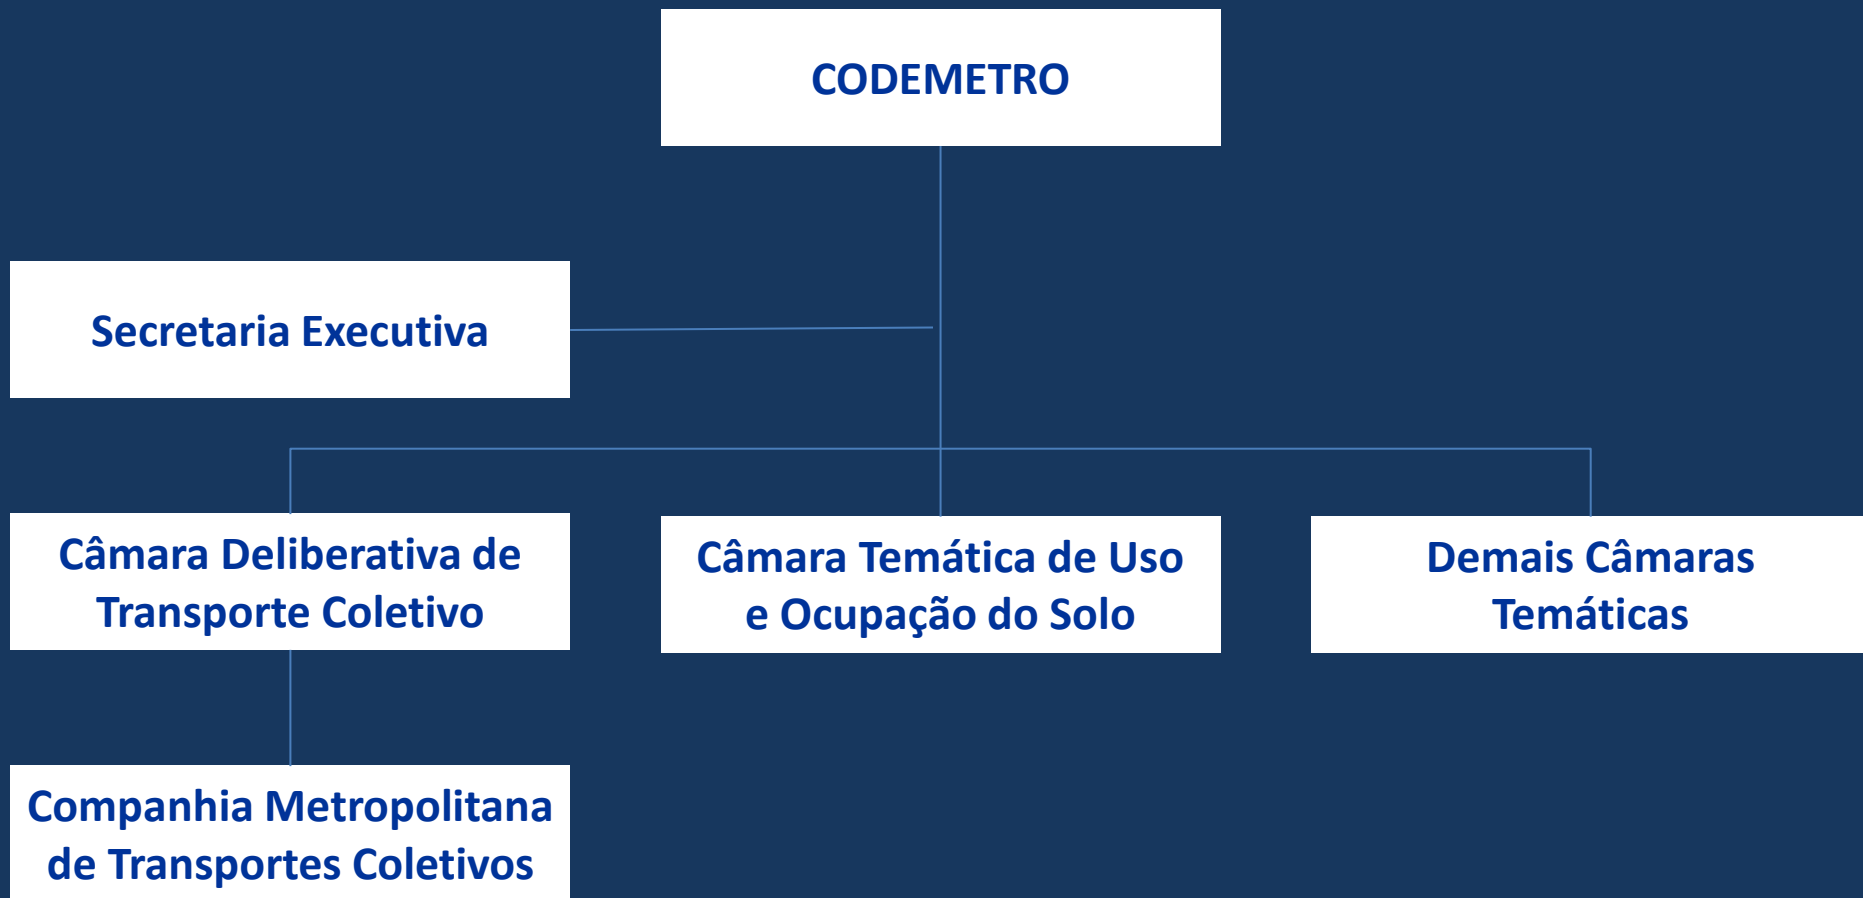 CODEMETRO
Secretaria Executiva
Câmara Deliberativa de
Transporte Coletivo
Câmara Temática de Uso
e Ocupação do Solo
Demais Câmaras
Temáticas
Companhia Metropolitana
de Transportes Coletivos